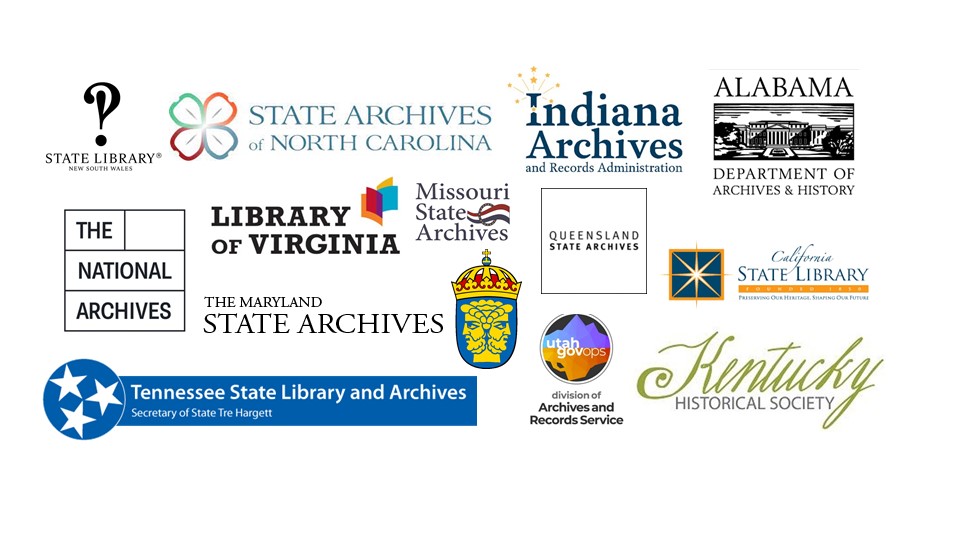 STATE LIBRARY®
NEW SOUTH WALES
STATE ARCHIVES
of NORTH CAROLINA
Indiana
Archives
and Records Administration
ALABAMA
DEPARTMENT OF
ARCHIVES & HISTORY
THE
NATIONAL
ARCHIVES
LIBRARY
OF VIRGINIA
Missouri
State
Archives
QUEENSLAND
STATE ARCHIVES
California
STATE LIBRARY
FOUNDED 1850
PRESERVING OUR HERITAGE, SHAPING OUR FUTURE
THE MARYLAND
STATE ARCHIVES
utah
govops
division of
Archives and
Records Service
Kentucky
HISTORICAL SOCIETY
Tennessee State Library and Archives
Secretary of State Tre Hargett